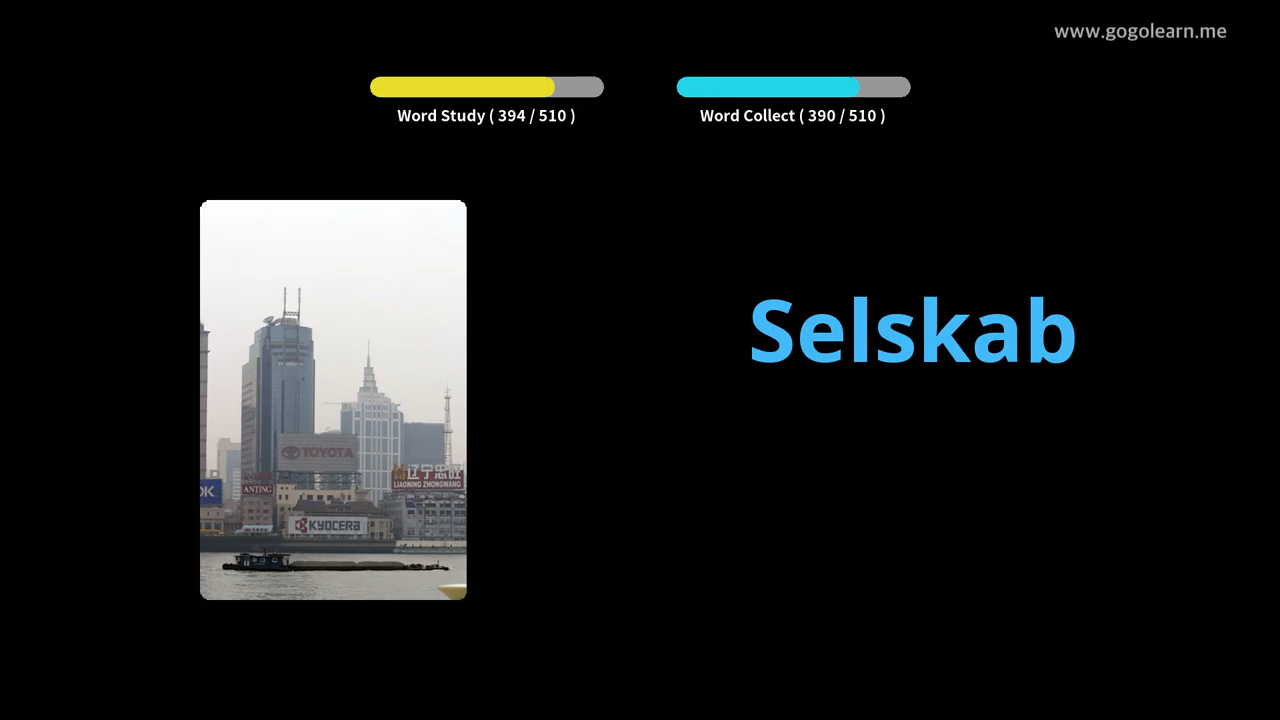 www.gogolearn.me
Word Study ( 394 / 510 )
Word Collect ( 390 / 510 )
Selskab
TOYOTA
辽宁忠旺
LIAONING ZHONGWANG
OK
ANTING
KYOCERA